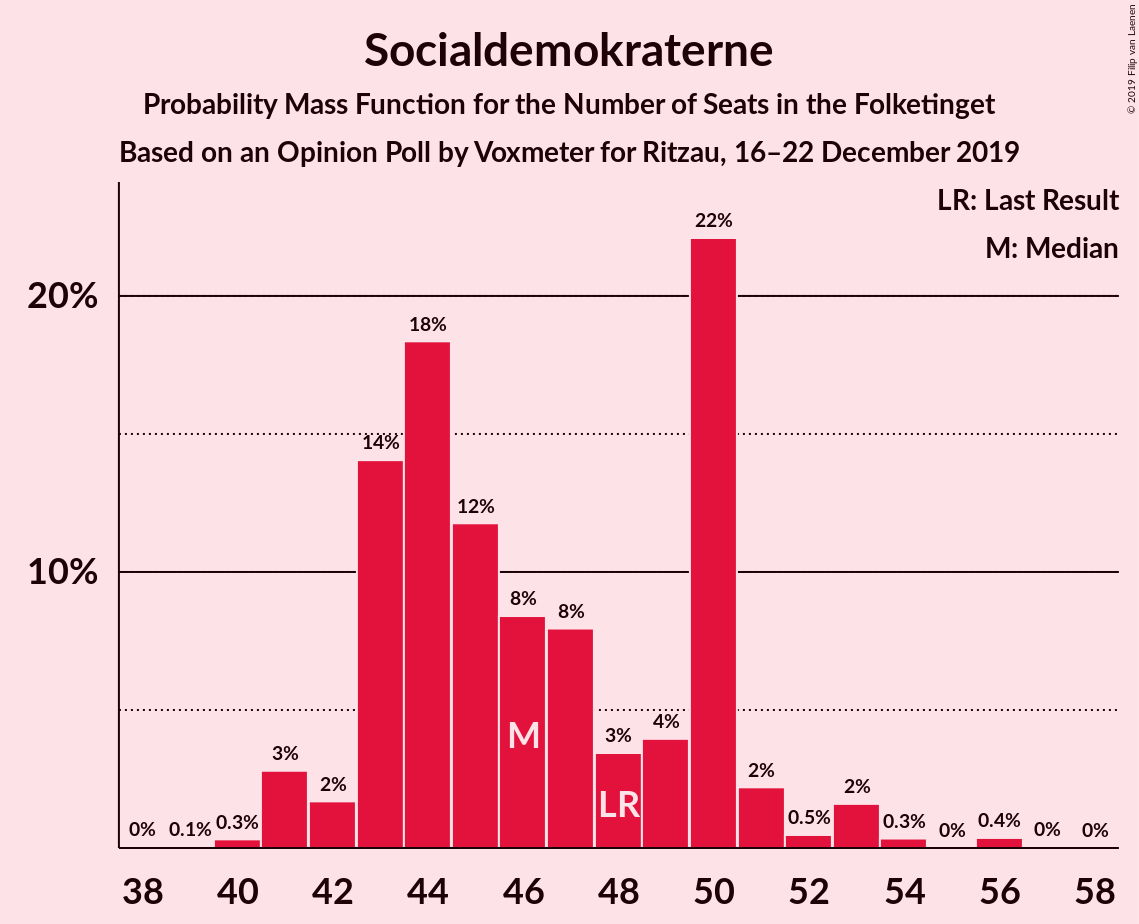 Socialdemokraterne
Probability Mass Function for the Number of Seats in the Folketinget
Based on an Opinion Poll by Voxmeter for Ritzau, 16–22 December 2019
© 2019 Filip van Laenen
LR: Last Result
M: Median
20%
10%
0%
0.1%
0.3%
3%
2%
14%
18%
12%
8%
8%
3%
4%
22%
2%
0.5%
2%
0.3%
0%
0.4%
0%
0%
M
LR
38 40 42 44 46 48 50 52 54 56 58